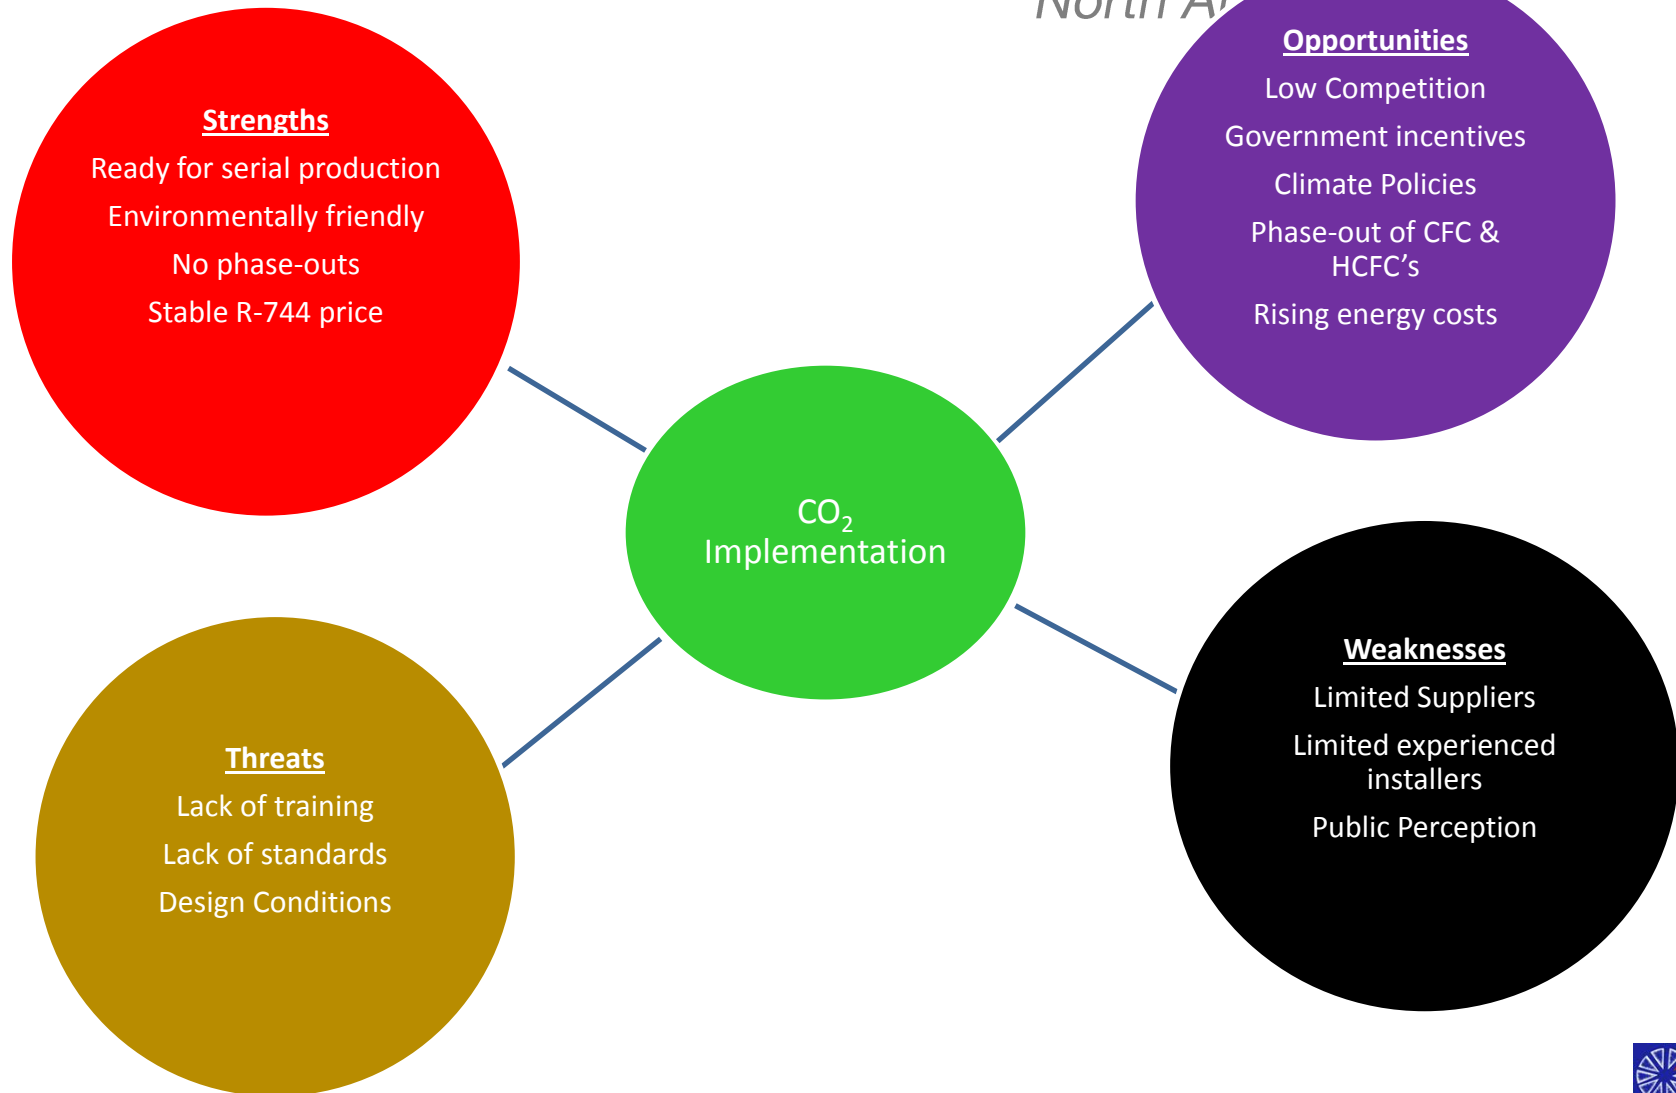 North
Strengths
Ready for serial production
Environmentally friendly
No phase-outs
Stable R-744 price
Opportunities
Low Competition
Government incentives
Climate Policies
Phase-out of CFC &
HCFC’s
Rising energy costs
CO₂
Implementation
Threats
Lack of training
Lack of standards
Design Conditions
Weaknesses
Limited Suppliers
Limited experienced
installers
Public Perception